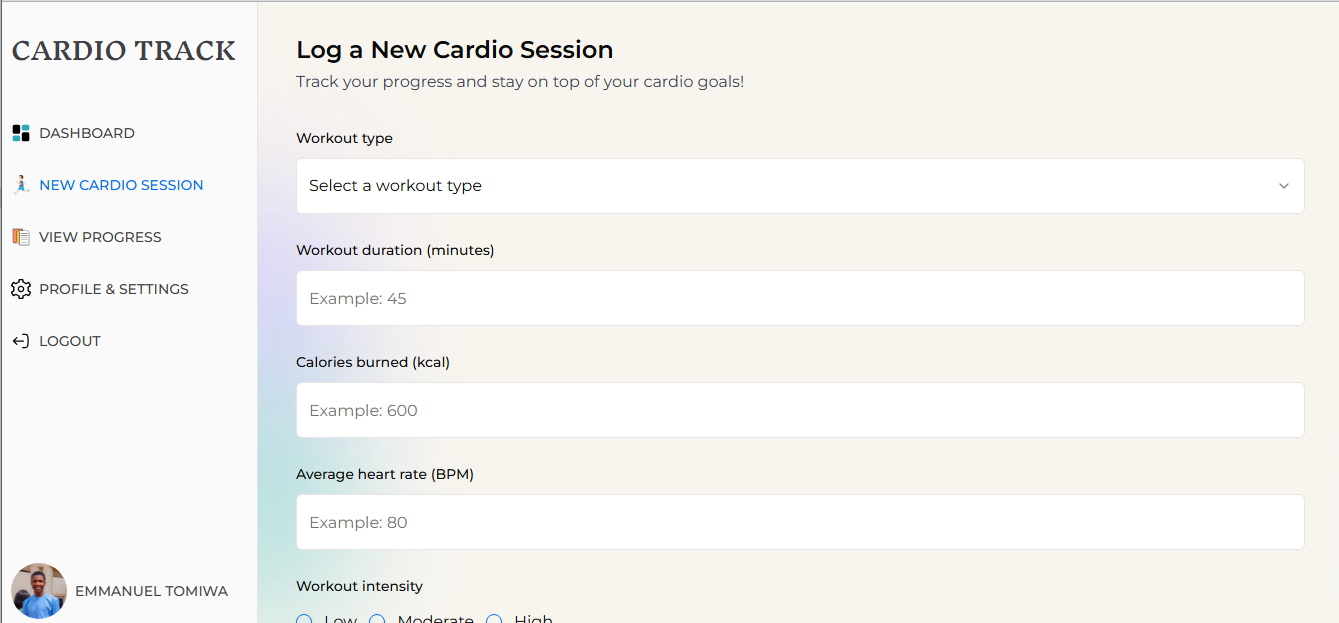 CARDIO TRACK
DASHBOARD
NEW CARDIO SESSION
VIEW PROGRESS
PROFILE & SETTINGS
LOGOUT
EMMANUEL TOMIWA
Log a New Cardio Session
Track your progress and stay on top of your cardio goals!
Workout type
Select a workout type
Workout duration (minutes)
Example: 45
Calories burned (kcal)
Example: 600
Average heart rate (BPM)
Example: 80
Workout intensity
Low Moderate High